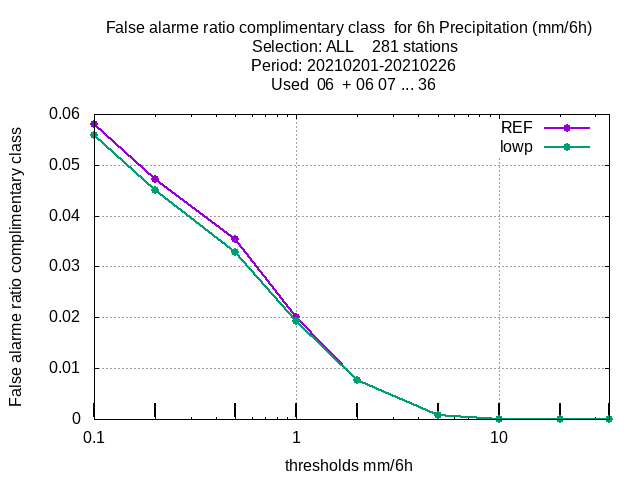 False alarme ratio complimentary class  for 6h Precipitation (mm/6h)
Selection: ALL    281 stations
Period: 20210201-20210226
Used  06  + 06 07 ... 36
REF
lowp
False alarme ratio complimentary class
0.06
0.05
0.04
0.03
0.02
0.01
0
0.1
1
10
thresholds mm/6h